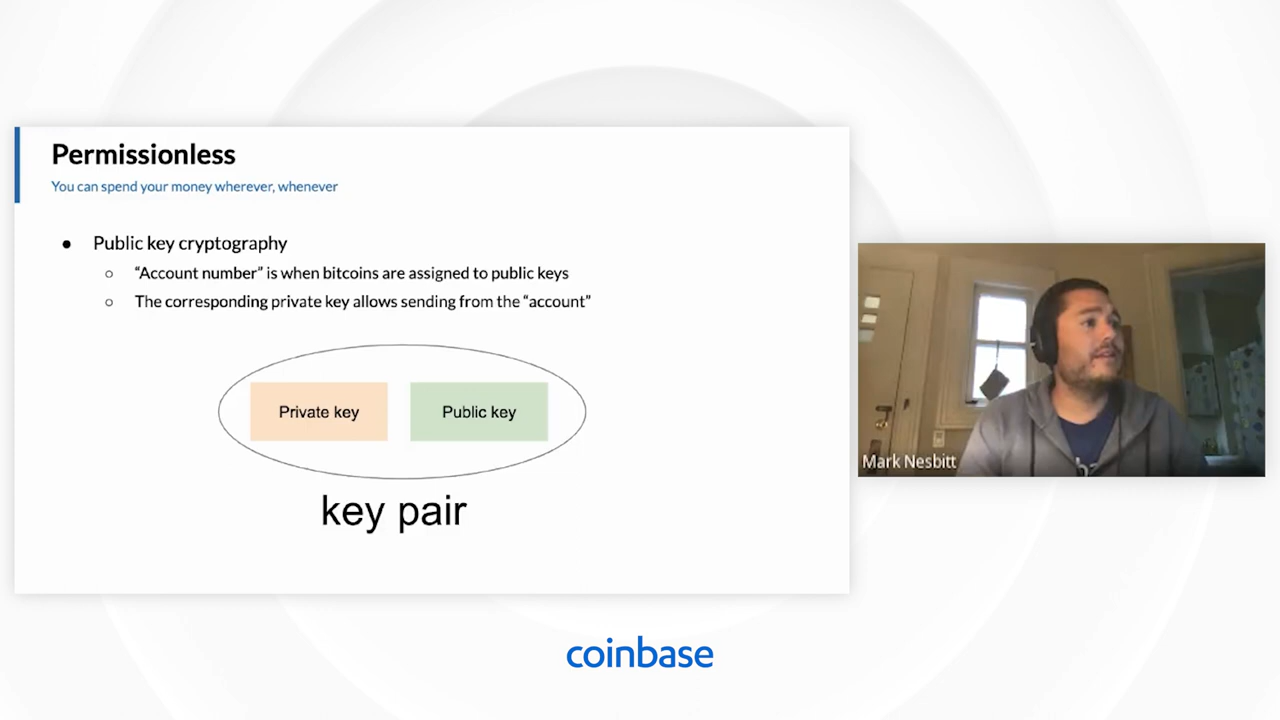 Permissionless
You can spend your money wherever, whenever
● Public key cryptography
○ “Account number” is when bitcoins are assigned to public keys
○ The corresponding private key allows sending from the “account”
Private key
Public key
key pair
Mark Nesbitt
coinbase